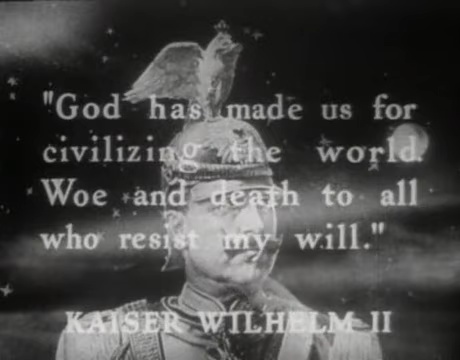 "God has made us for
civilizing the world.
Woe and death to all
who resist my will."
KAISER WILHELM II